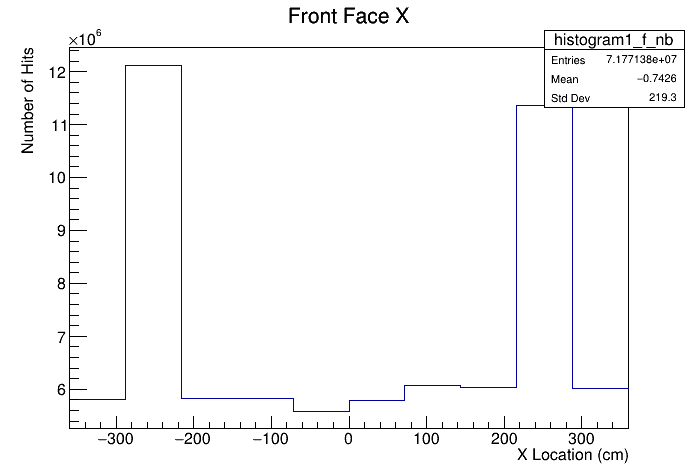 Front Face X
×10⁶
histogram1_f_nb
Entries 7.177138e+07
Mean −0.7426
Std Dev 219.3
Number of Hits
12
11
10
9
8
7
6
−300 −200 −100 0 100 200 300
X Location (cm)